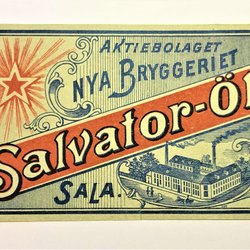 AKTIEBOLAGET
NYA BRYGGERIET
Salvator-Öl
SALA.